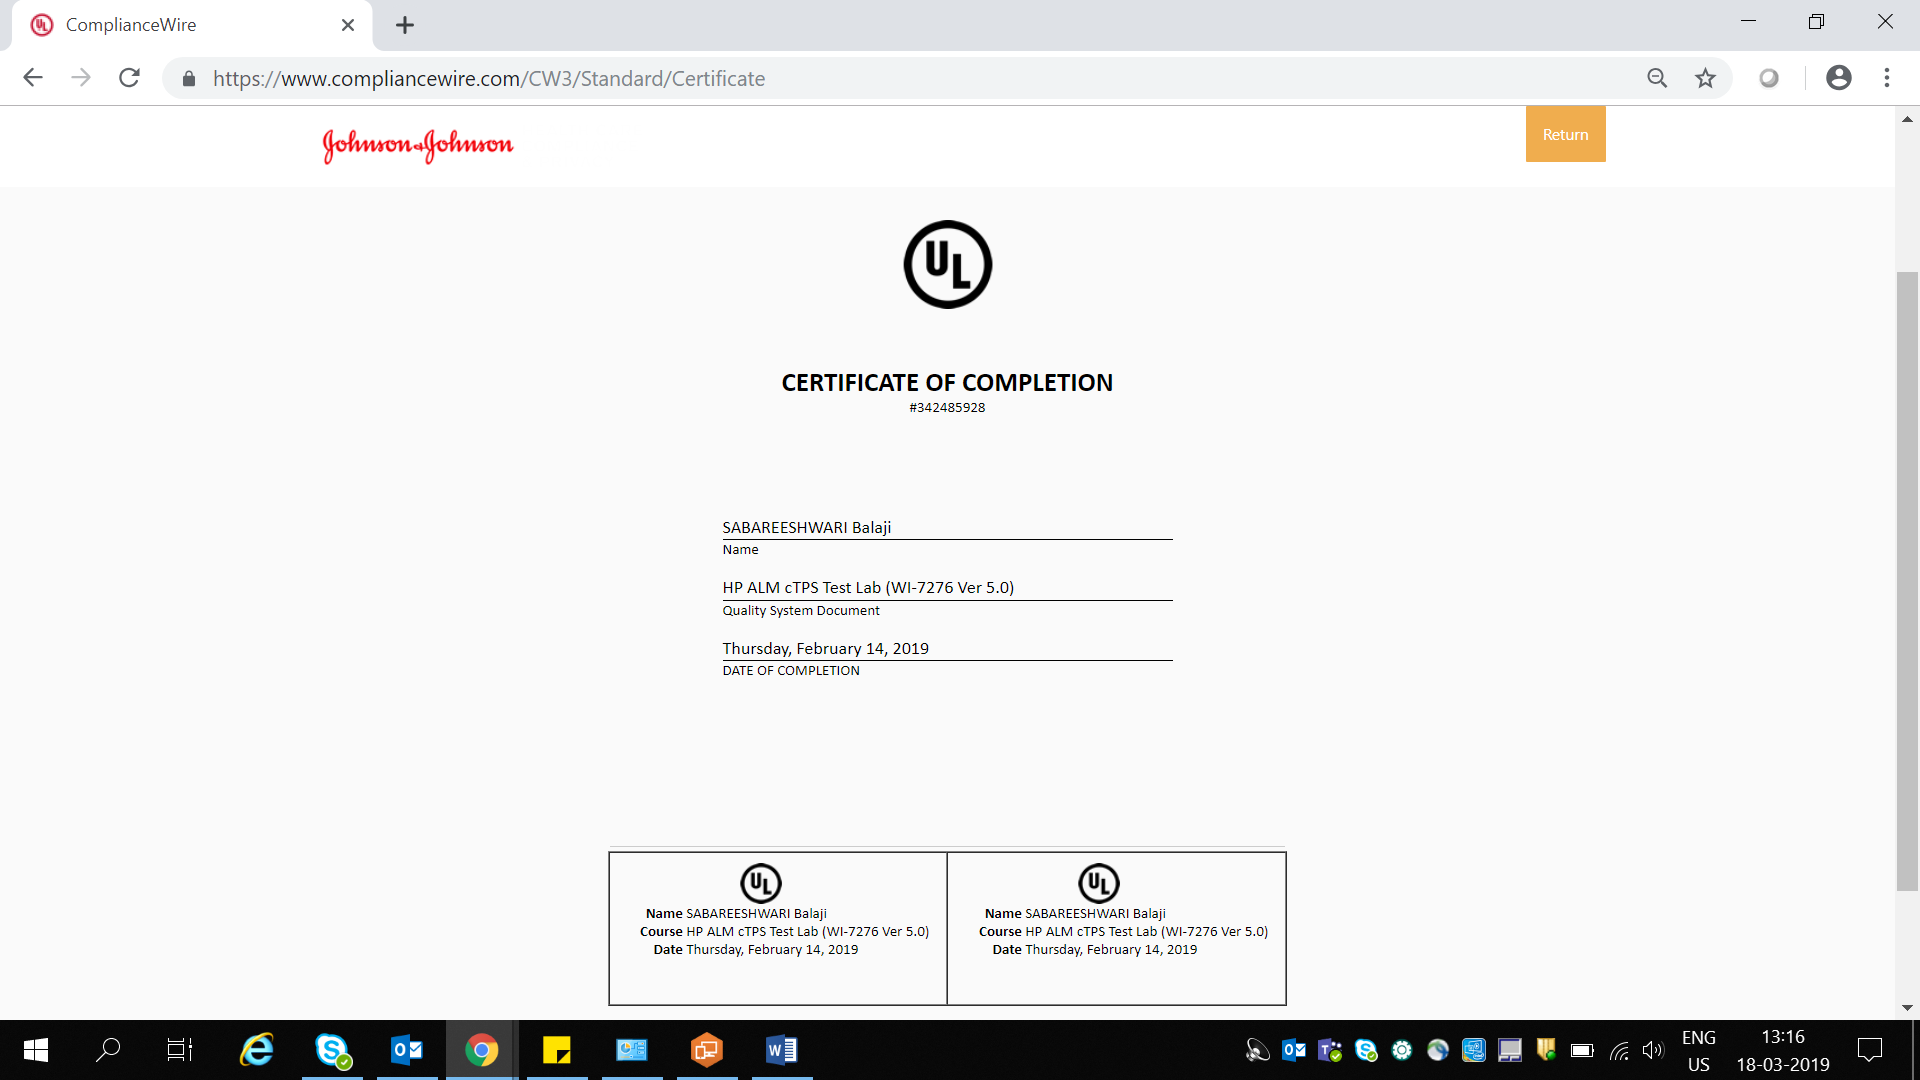 ComplianceWire
https://www.compliancewire.com/CW3/Standard/Certificate
Johnson&Johnson
Return
UL
CERTIFICATE OF COMPLETION
#342485928
SABAREESHWARI Balaji
Name
HP ALM cTPS Test Lab (WI-7276 Ver 5.0)
Quality System Document
Thursday, February 14, 2019
DATE OF COMPLETION
UL
Name SABAREESHWARI Balaji
Course HP ALM cTPS Test Lab (WI-7276 Ver 5.0)
Date Thursday, February 14, 2019
UL
Name SABAREESHWARI Balaji
Course HP ALM cTPS Test Lab (WI-7276 Ver 5.0)
Date Thursday, February 14, 2019
ENG
US
13:16
18-03-2019